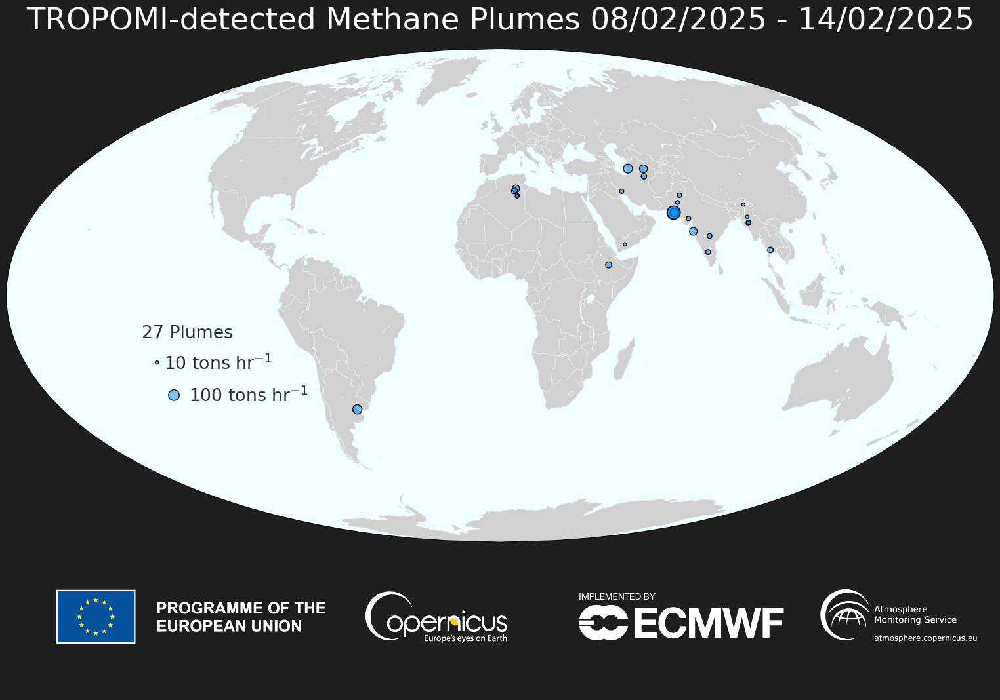 TROPOMI-detected Methane Plumes 08/02/2025 - 14/02/2025
27 Plumes
10 tons hr⁻¹
100 tons hr⁻¹
PROGRAMME OF THE
EUROPEAN UNION
opernicus
Europe's eyes on Earth
IMPLEMENTED BY
ECMWF
Atmosphere
Monitoring Service
atmosphere.copernicus.eu